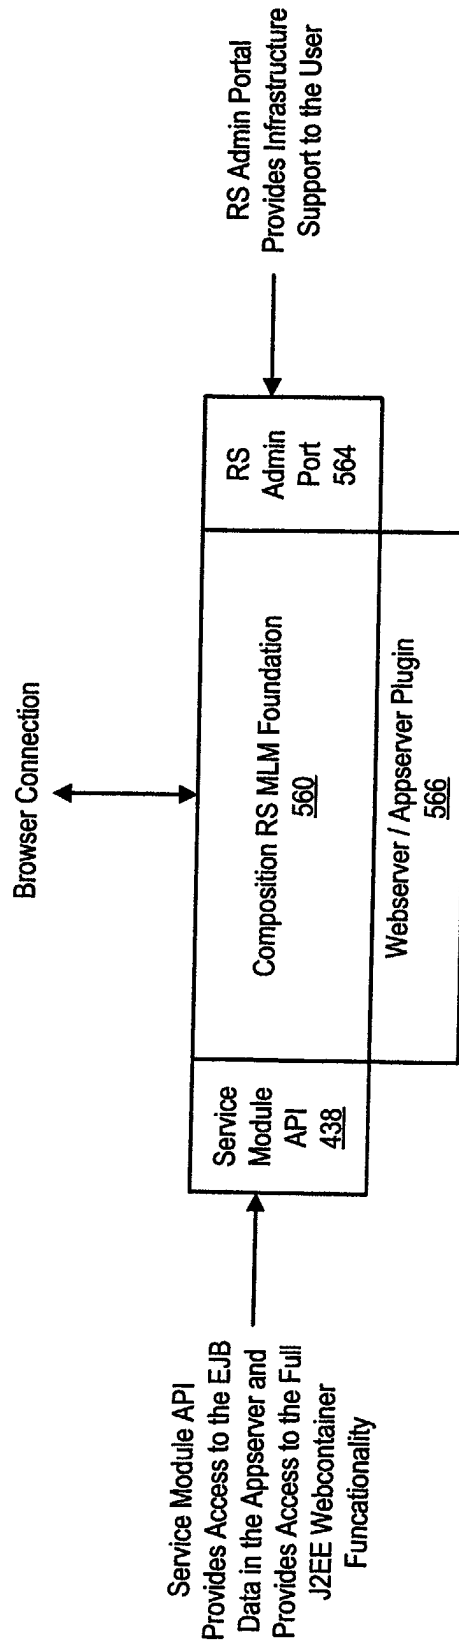 Browser Connection
Service Module API
Provides Access to the EJB
Data in the Appserver and
Provides Access to the Full
J2EE Webcontainer
Funcationality
Service
Module
API
438
Composition RS MLM Foundation
560
RS
Admin
Port
564
RS Admin Portal
Provides Infrastructure
Support to the User
Webserver / Appserver Plugin
566